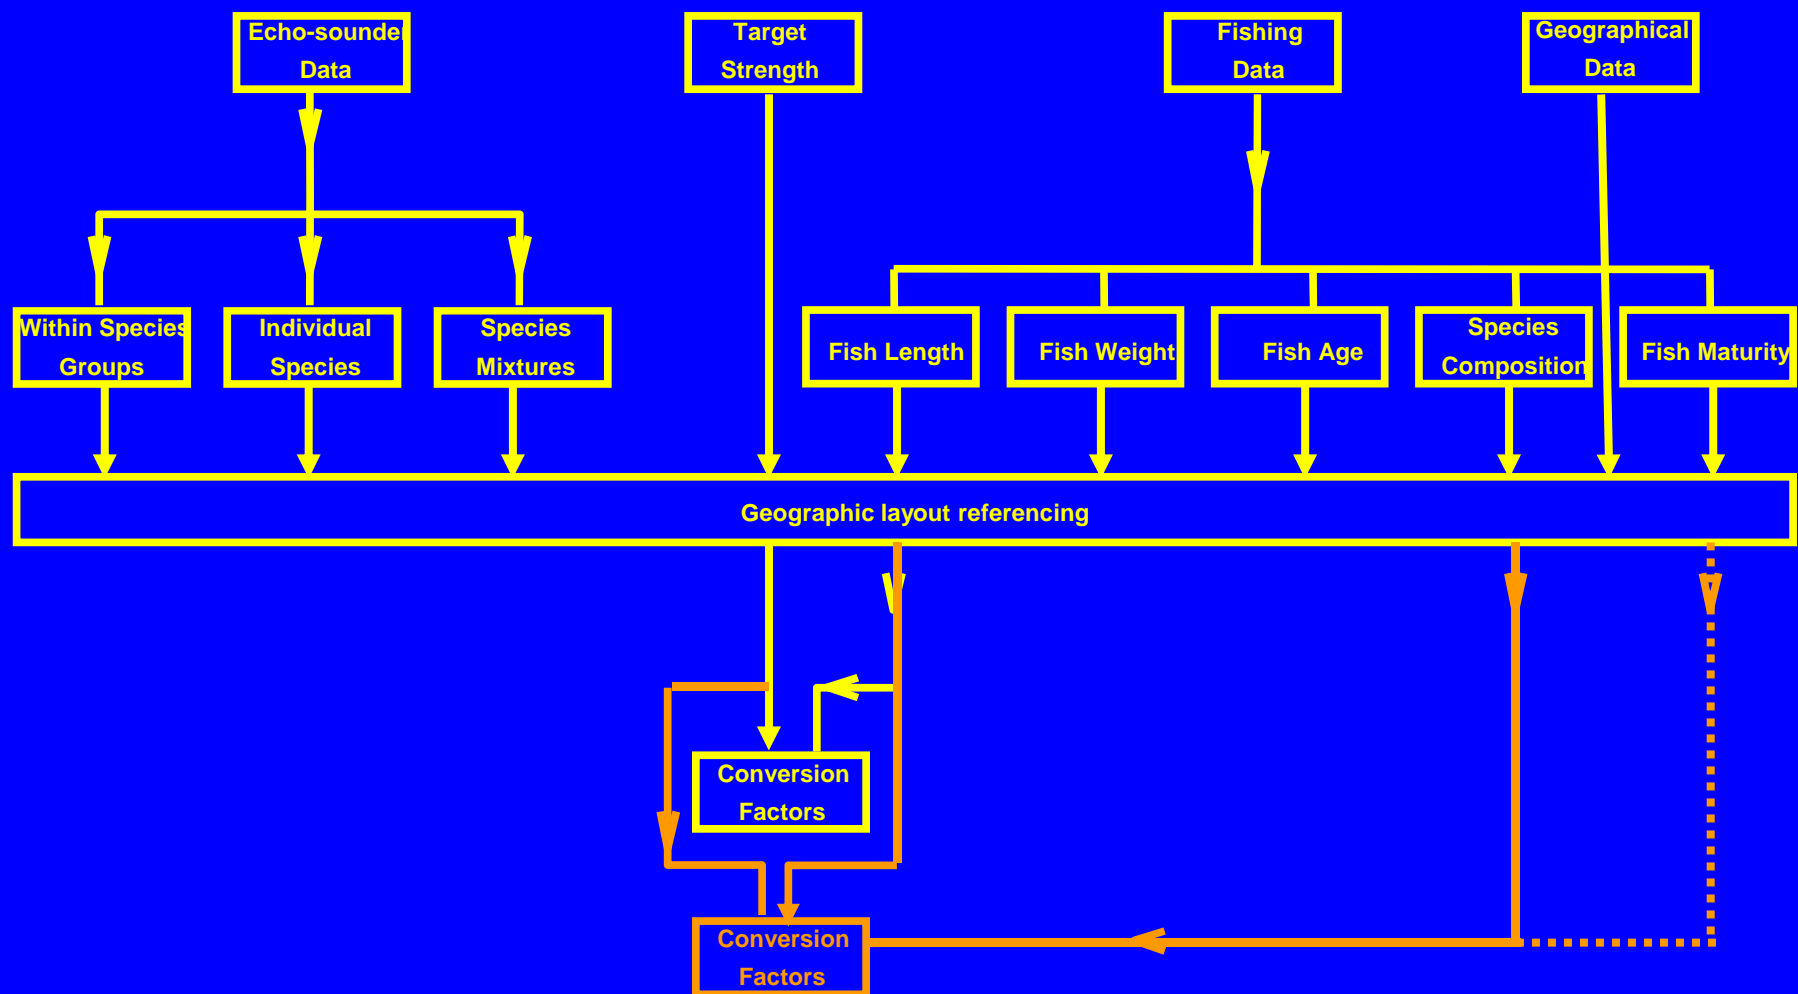 Echo-sounder
Data
Target
Strength
Fishing
Data
Geographical
Data
Within Species
Groups
Individual
Species
Species
Mixtures
Fish Length
Fish Weight
Fish Age
Species
Composition
Fish Maturity
Geographic layout referencing
Conversion
Factors
Conversion
Factors